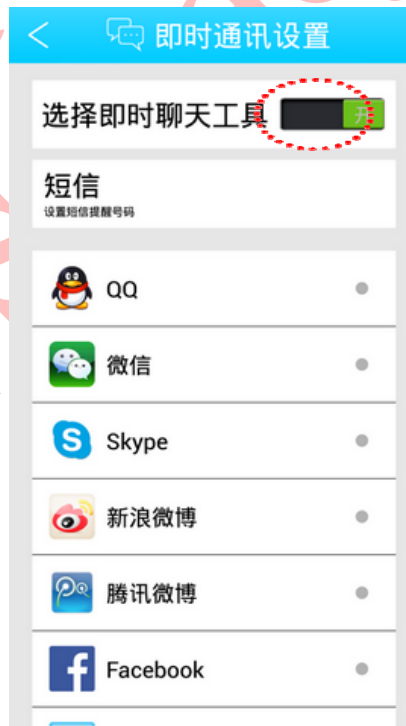 即时通讯设置
选择即时聊天工具 开
短信
设置短信提醒号码
QQ
微信
Skype
新浪微博
腾讯微博
Facebook